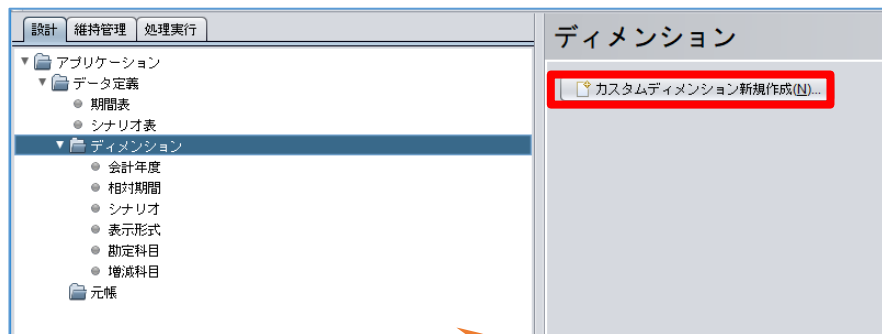 設計 維持管理 処理実行
アプリケーション
データ定義
期間表
シナリオ表
ディメンション
会計年度
相対期間
シナリオ
表示形式
勘定科目
増減科目
元帳
ディメンション
カスタムディメンション新規作成(N)...